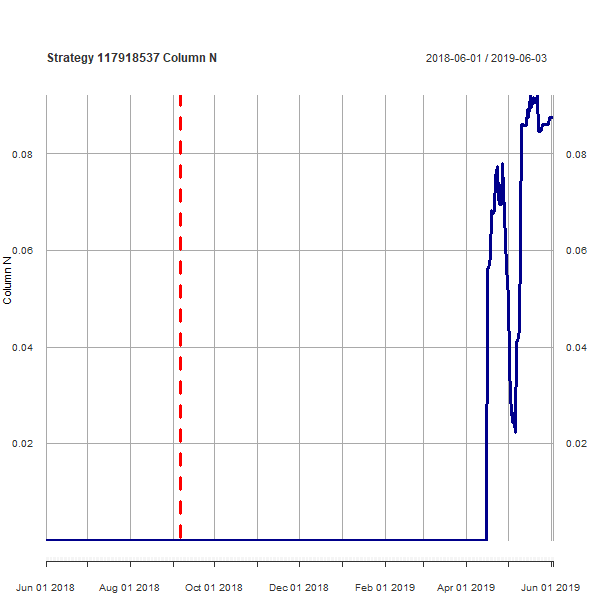 Strategy 117918537 Column N 2018-06-01 / 2019-06-03
0.08 0.08
0.06 0.06
Column N
0.04 0.04
0.02 0.02
Jun 01 2018 Aug 01 2018 Oct 01 2018 Dec 01 2018 Feb 01 2019 Apr 01 2019 Jun 01 2019